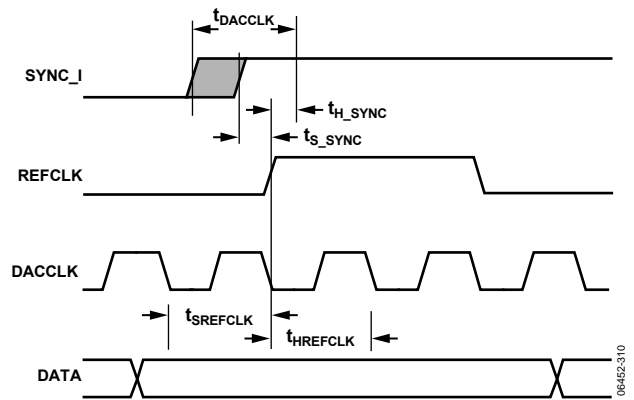 tDACCLK
SYNC_I
tH_SYNC
tS_SYNC
REFCLK
DACCLK
tSREFCLK
tHREFCLK
DATA
06452-310